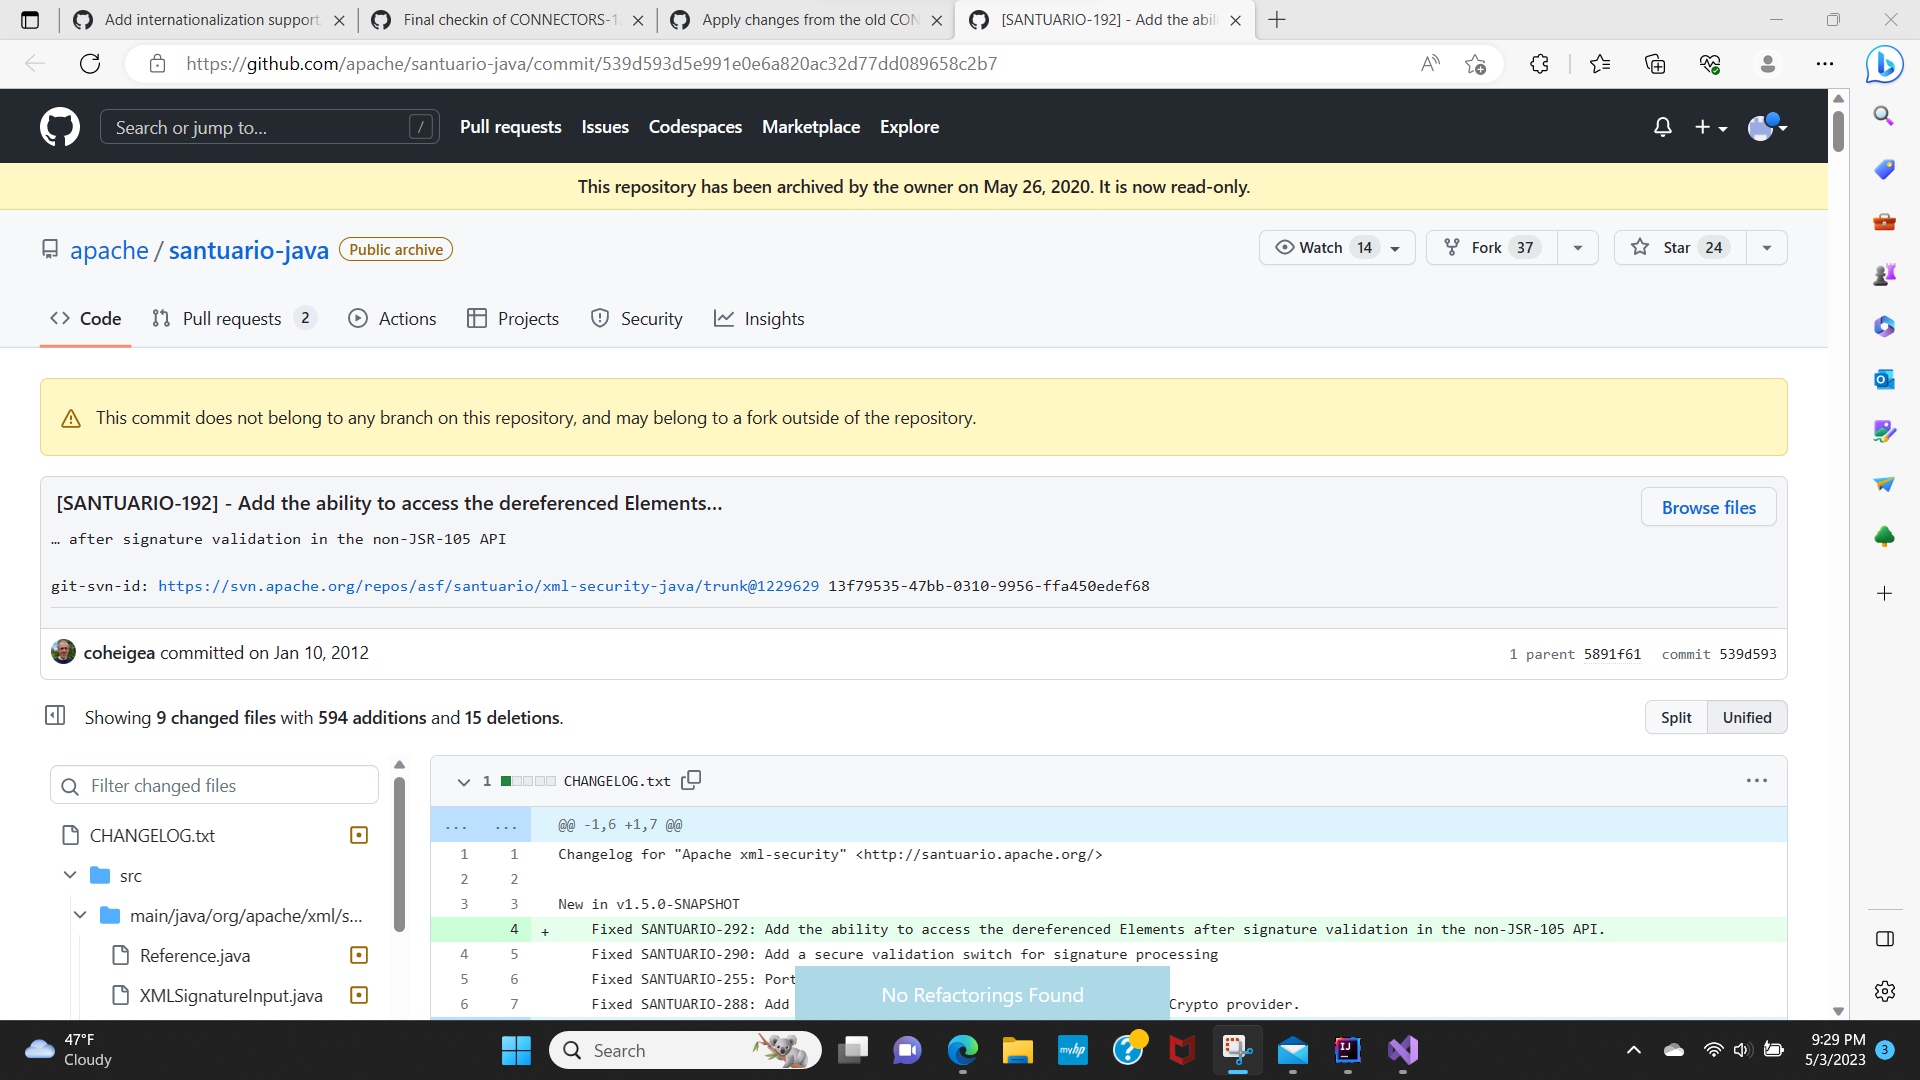 Add internationalization support,
Final checkin of CONNECTORS-1
Apply changes from the old CON
[SANTUARIO-192] - Add the abili
https://github.com/apache/santuario-java/commit/539d593d5e991e0e6a820ac32d77dd089658c2b7
Search or jump to...
/
Pull requests
Issues
Codespaces
Marketplace
Explore
This repository has been archived by the owner on May 26, 2020. It is now read-only.
apache / santuario-java
Public archive
Watch 14
Fork 37
Star 24
Code
Pull requests 2
Actions
Projects
Security
Insights
This commit does not belong to any branch on this repository, and may belong to a fork outside of the repository.
[SANTUARIO-192] - Add the ability to access the dereferenced Elements…
Browse files
… after signature validation in the non-JSR-105 API
git-svn-id: https://svn.apache.org/repos/asf/santuario/xml-security-java/trunk@1229629 13f79535-47bb-0310-9956-ffa450edef68
coheigea committed on Jan 10, 2012
1 parent 5891f61 commit 539d593
Showing 9 changed files with 594 additions and 15 deletions.
Split
Unified
Filter changed files
CHANGELOG.txt
src
main/java/org/apache/xml/s...
Reference.java
XMLSignatureInput.java
1 CHANGELOG.txt
... ... @@ -1,6 +1,7 @@
1 1 Changelog for "Apache xml-security" <http://santuario.apache.org/>
2 2
3 3 New in v1.5.0-SNAPSHOT
4 + Fixed SANTUARIO-292: Add the ability to access the dereferenced Elements after signature validation in the non-JSR-105 API.
4 5 Fixed SANTUARIO-290: Add a secure validation switch for signature processing
5 6 Fixed SANTUARIO-255: Port
6 7 Fixed SANTUARIO-288: Add Crypto provider.
No Refactorings Found
47°F
Cloudy
Search
myhp
IJ
9:29 PM
5/3/2023
3